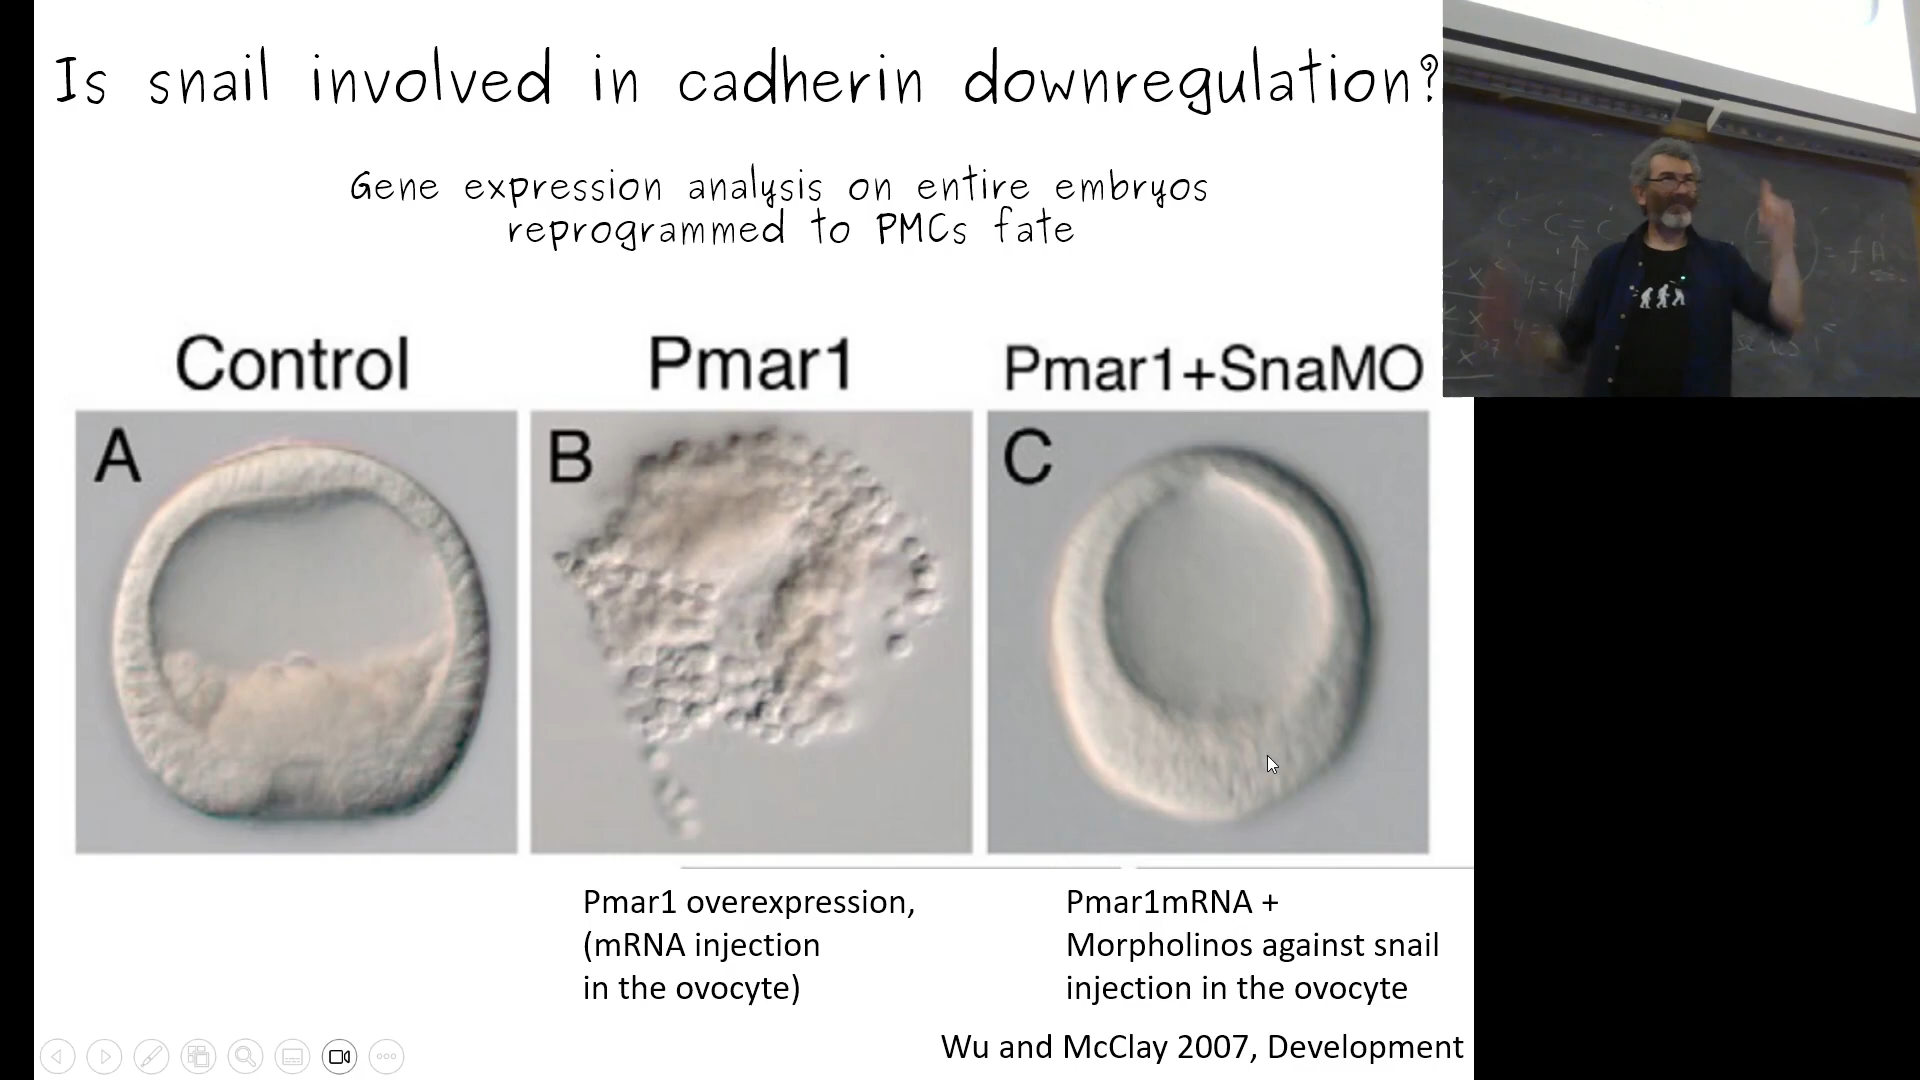 Is snail involved in cadherin downregulation?
Gene expression analysis on entire embryos
reprogrammed to PMCs fate
Control
Pmar1
Pmar1+SnaMO
A
B
C
Pmar1 overexpression,
(mRNA injection
in the ovocyte)
Pmar1mRNA +
Morpholinos against snail
injection in the ovocyte
Wu and McClay 2007, Development